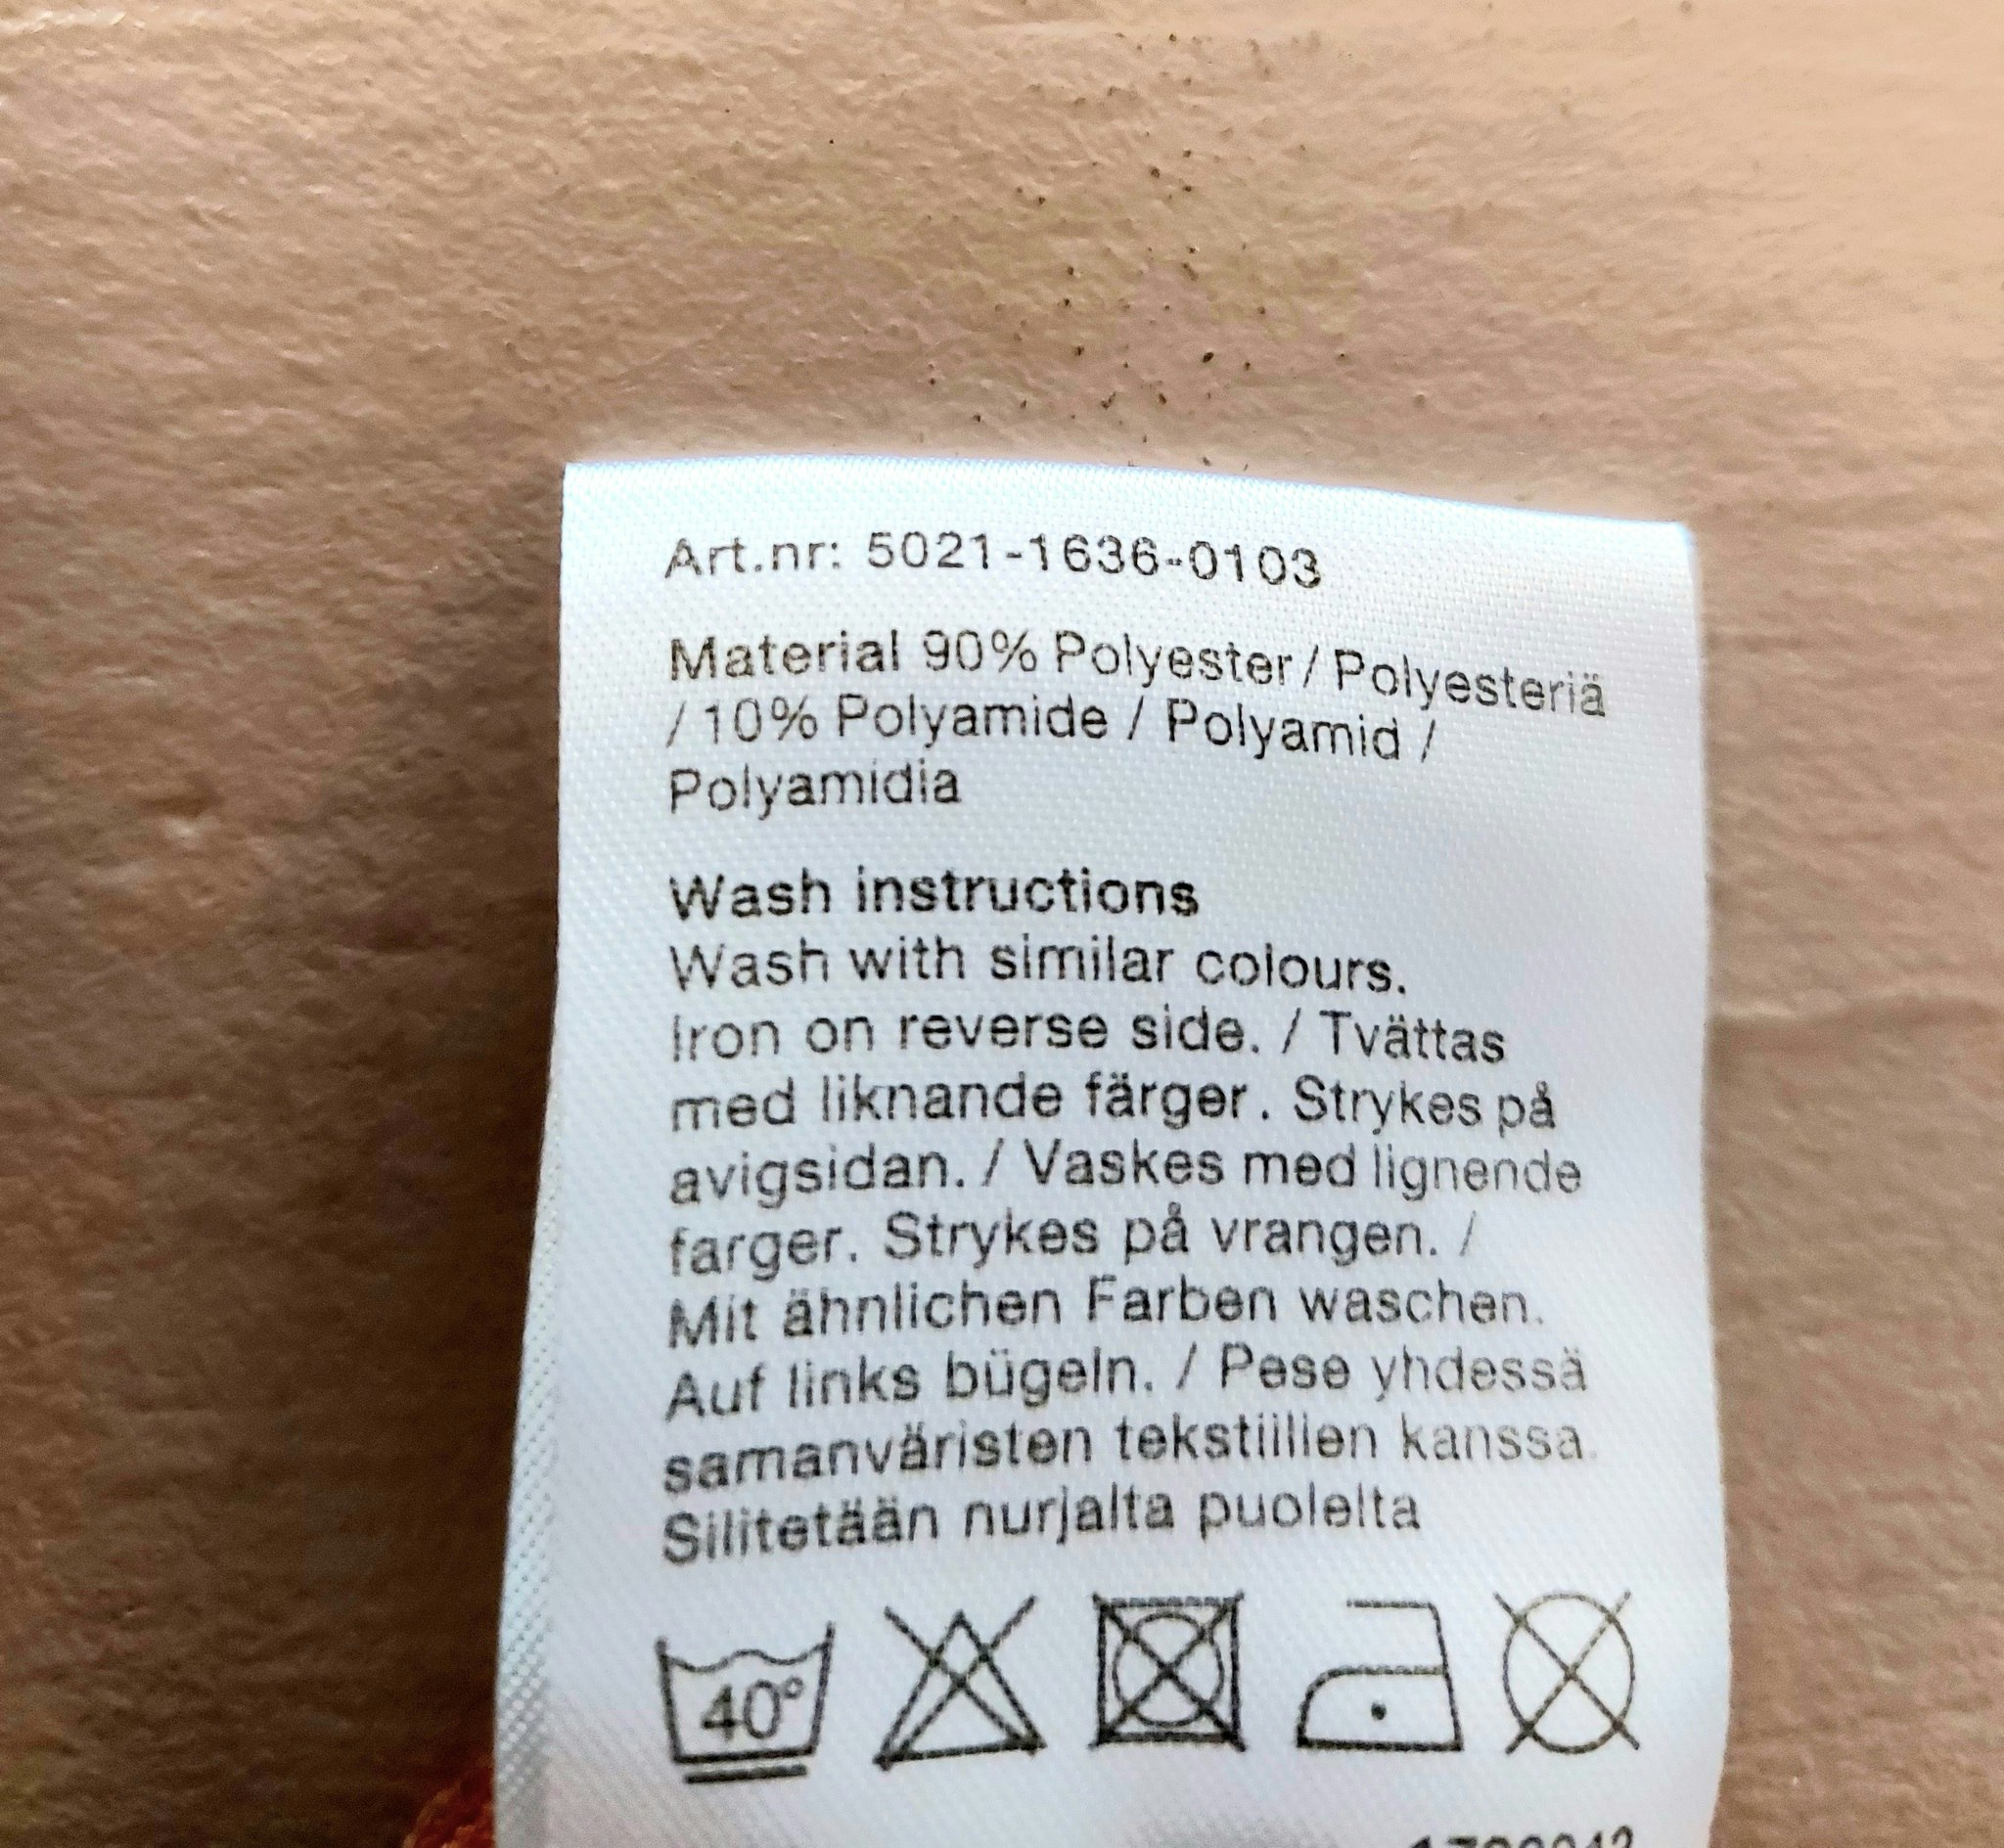 Art.nr: 5021-1636-0103
Material 90% Polyester / Polyesteriä
/ 10% Polyamide / Polyamid /
Polyamidia
Wash instructions
Wash with similar colours.
Iron on reverse side. / Tvättas
med liknande färger. Strykes på
avigsidan. / Vaskes med lignende
farger. Strykes på vrangen. /
Mit ähnlichen Farben waschen.
Auf links bügeln. / Pese yhdessä
samanväristen tekstiilien kanssa.
Silitetään nurjalta puolelta
40°